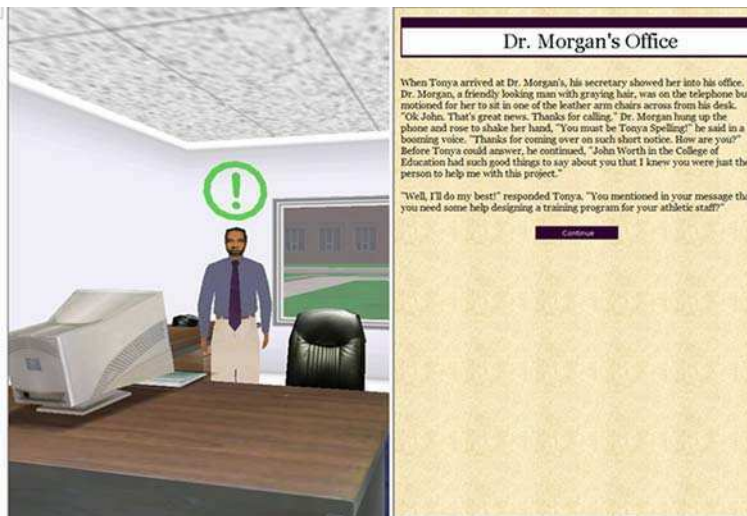 Dr. Morgan's Office
When Tonya arrived at Dr. Morgan's, his secretary showed her into his office.
Dr. Morgan, a friendly looking man with graying hair, was on the telephone bu
motioned for her to sit in one of the leather arm chairs across from his desk.
"Ok John. That's great news. Thanks for calling." Dr. Morgan hung up the
phone and rose to shake her hand, "You must be Tonya Spelling!" he said in a
booming voice. "Thanks for coming over on such short notice. How are you?"
Before Tonya could answer, he continued, "John Worth in the College of
Education had such good things to say about you that I knew you were just the
person to help me with this project."
"Well, I'll do my best!" responded Tonya. "You mentioned in your message tha
you need some help designing a training program for your athletic staff?"
Continue